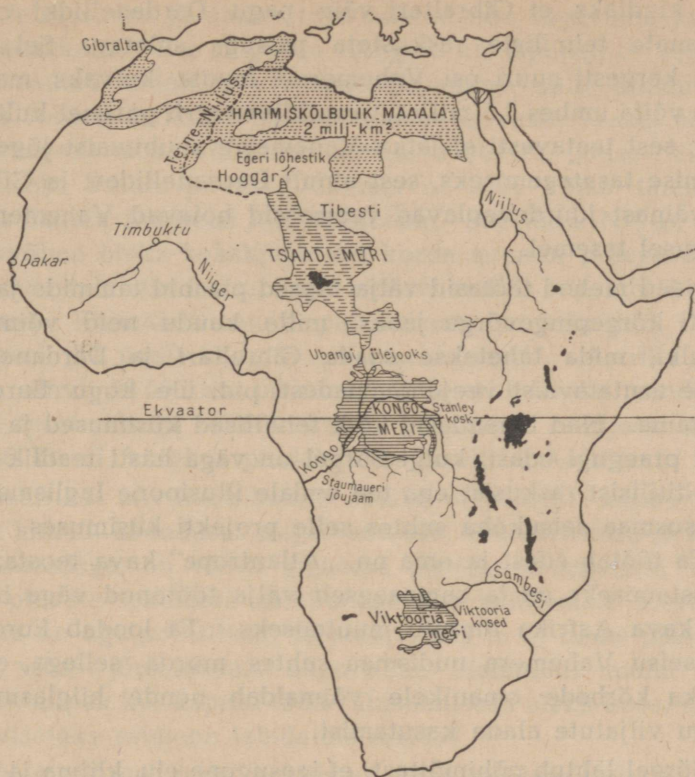 Gibraltar
Teine Niilus
HARIMISKÕLBULIK MAAALA
2 milj. km²
Egeri lõhestik
Hoggar
Niilus
Tibesti
Timbuktu
TSAADI-MERI
Dakar
Niiger
Ubangi ülejooks
Ekvaator
KONGO
MERI
Stanley
kosk
Kongo
Staumaueri
jõujaam
Sambesi
Viktooria
kosed
Viktooria
meri